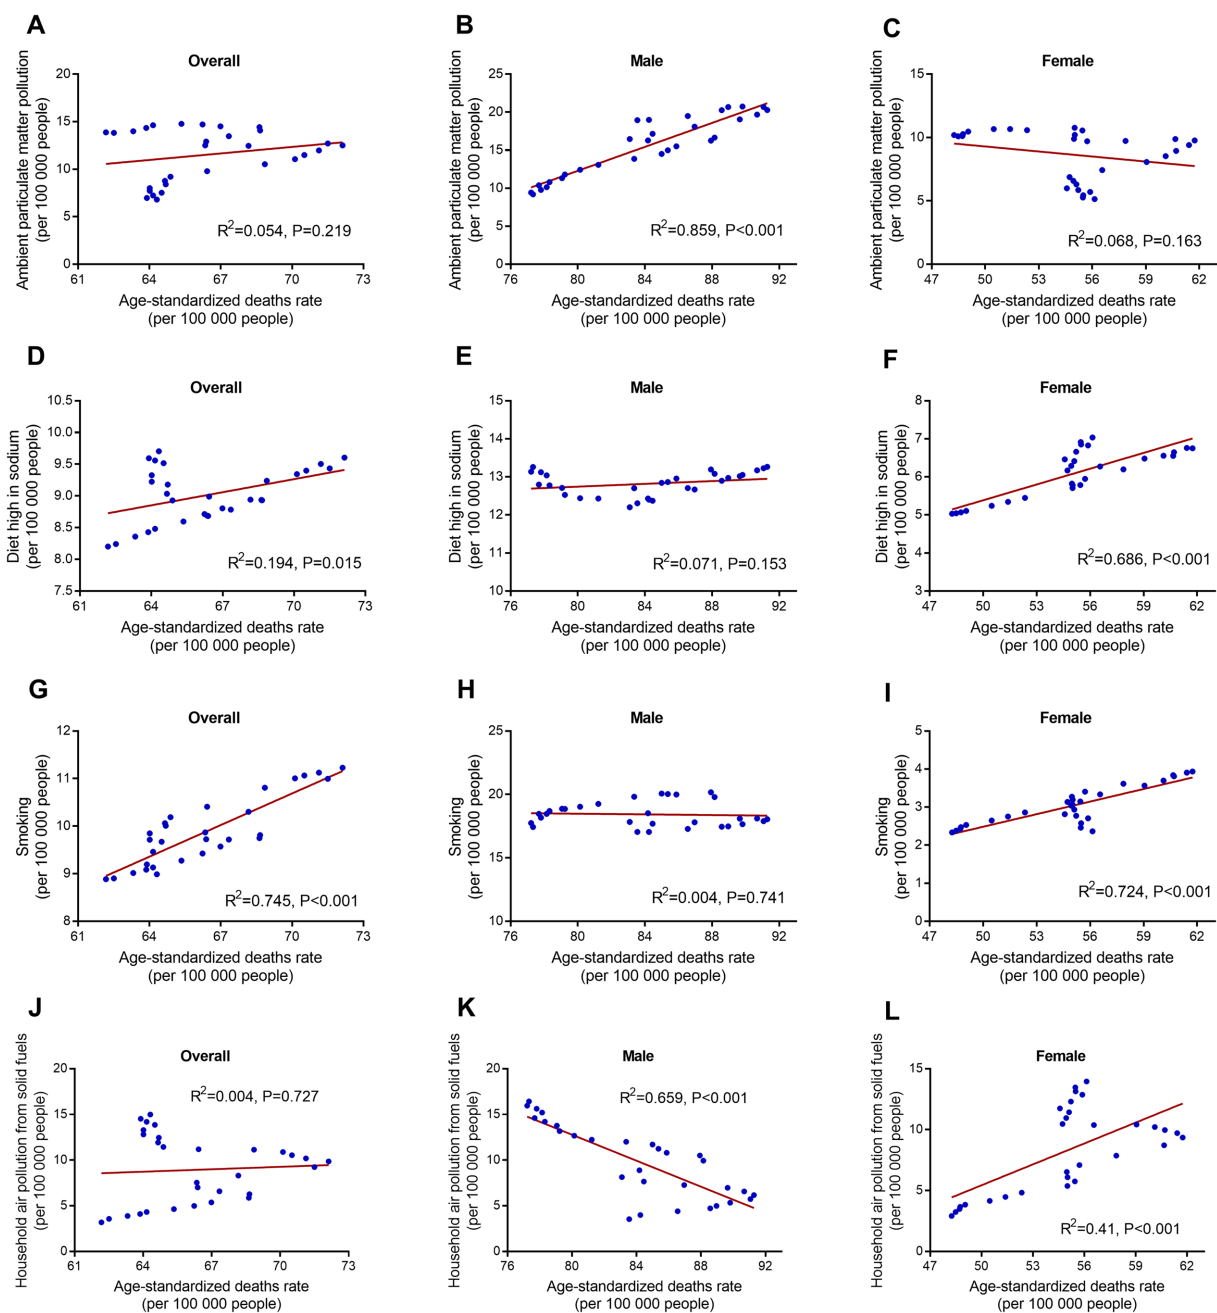 A
Overall
Ambient particulate matter pollution
(per 100 000 people)
20
15
10
5
0
R2=0.054, P=0.219
61 64 67 70 73
Age-standardized deaths rate
(per 100 000 people)
B
Male
Ambient particulate matter pollution
(per 100 000 people)
25
20
15
10
5
0
R2=0.859, P<0.001
76 80 84 88 92
Age-standardized deaths rate
(per 100 000 people)
C
Female
Ambient particulate matter pollution
(per 100 000 people)
15
10
5
0
R2=0.068, P=0.163
47 50 53 56 59 62
Age-standardized deaths rate
(per 100 000 people)
D
Overall
Diet high in sodium
(per 100 000 people)
10.5
10.0
9.5
9.0
8.5
8.0
7.5
R2=0.194, P=0.015
61 64 67 70 73
Age-standardized deaths rate
(per 100 000 people)
E
Male
Diet high in sodium
(per 100 000 people)
15
14
13
12
11
10
R2=0.071, P=0.153
76 80 84 88 92
Age-standardized deaths rate
(per 100 000 people)
F
Female
Diet high in sodium
(per 100 000 people)
8
7
6
5
4
3
R2=0.686, P<0.001
47 50 53 56 59 62
Age-standardized deaths rate
(per 100 000 people)
G
Overall
Smoking
(per 100 000 people)
12
11
10
9
8
R2=0.745, P<0.001
61 64 67 70 73
Age-standardized deaths rate
(per 100 000 people)
H
Male
Smoking
(per 100 000 people)
25
20
15
10
R2=0.004, P=0.741
76 80 84 88 92
Age-standardized deaths rate
(per 100 000 people)
I
Female
Smoking
(per 100 000 people)
5
4
3
2
1
0
R2=0.724, P<0.001
47 50 53 56 59 62
Age-standardized deaths rate
(per 100 000 people)
J
Overall
Household air pollution from solid fuels
(per 100 000 people)
20
15
10
5
0
R2=0.004, P=0.727
61 64 67 70 73
Age-standardized deaths rate
(per 100 000 people)
K
Male
Household air pollution from solid fuels
(per 100 000 people)
20
15
10
5
0
R2=0.659, P<0.001
76 80 84 88 92
Age-standardized deaths rate
(per 100 000 people)
L
Female
Household air pollution from solid fuels
(per 100 000 people)
15
10
5
0
R2=0.41, P<0.001
47 50 53 56 59 62
Age-standardized deaths rate
(per 100 000 people)